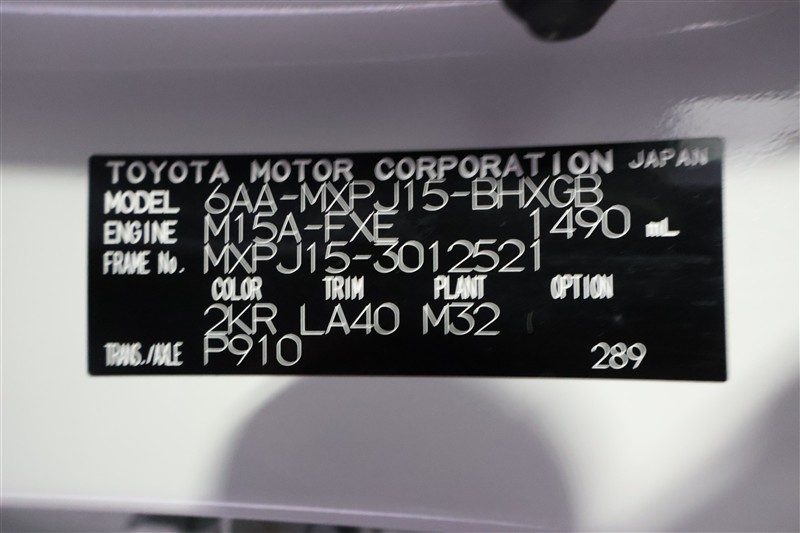 TOYOTA MOTOR CORPORATION JAPAN
MODEL 6AA-MXPJ15-BHXGB
ENGINE M15A-FXE 1490 mL
FRAME No. MXPJ15-3012521
COLOR TRIM PLANT OPTION
2KR LA40 M32
TRANS./AXLE P910 289